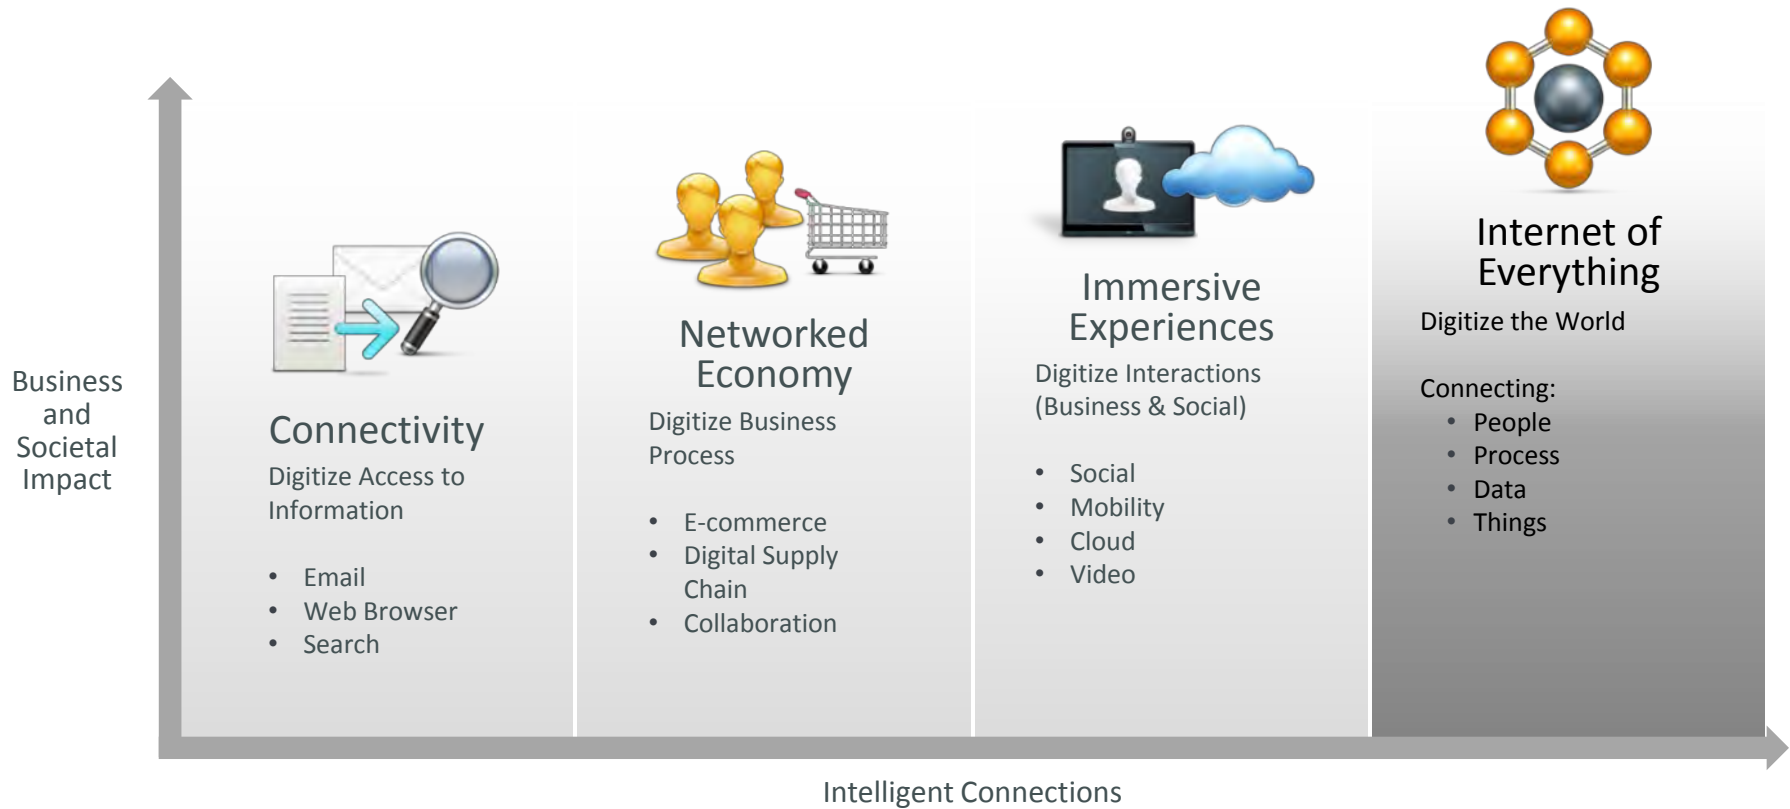 Business
and
Societal
Impact
Connectivity
Digitize Access to
Information
• Email
• Web Browser
• Search
Networked
Economy
Digitize Business
Process
• E-commerce
• Digital Supply
Chain
• Collaboration
Immersive
Experiences
Digitize Interactions
(Business & Social)
• Social
• Mobility
• Cloud
• Video
Internet of
Everything
Digitize the World
Connecting:
• People
• Process
• Data
• Things
Intelligent Connections